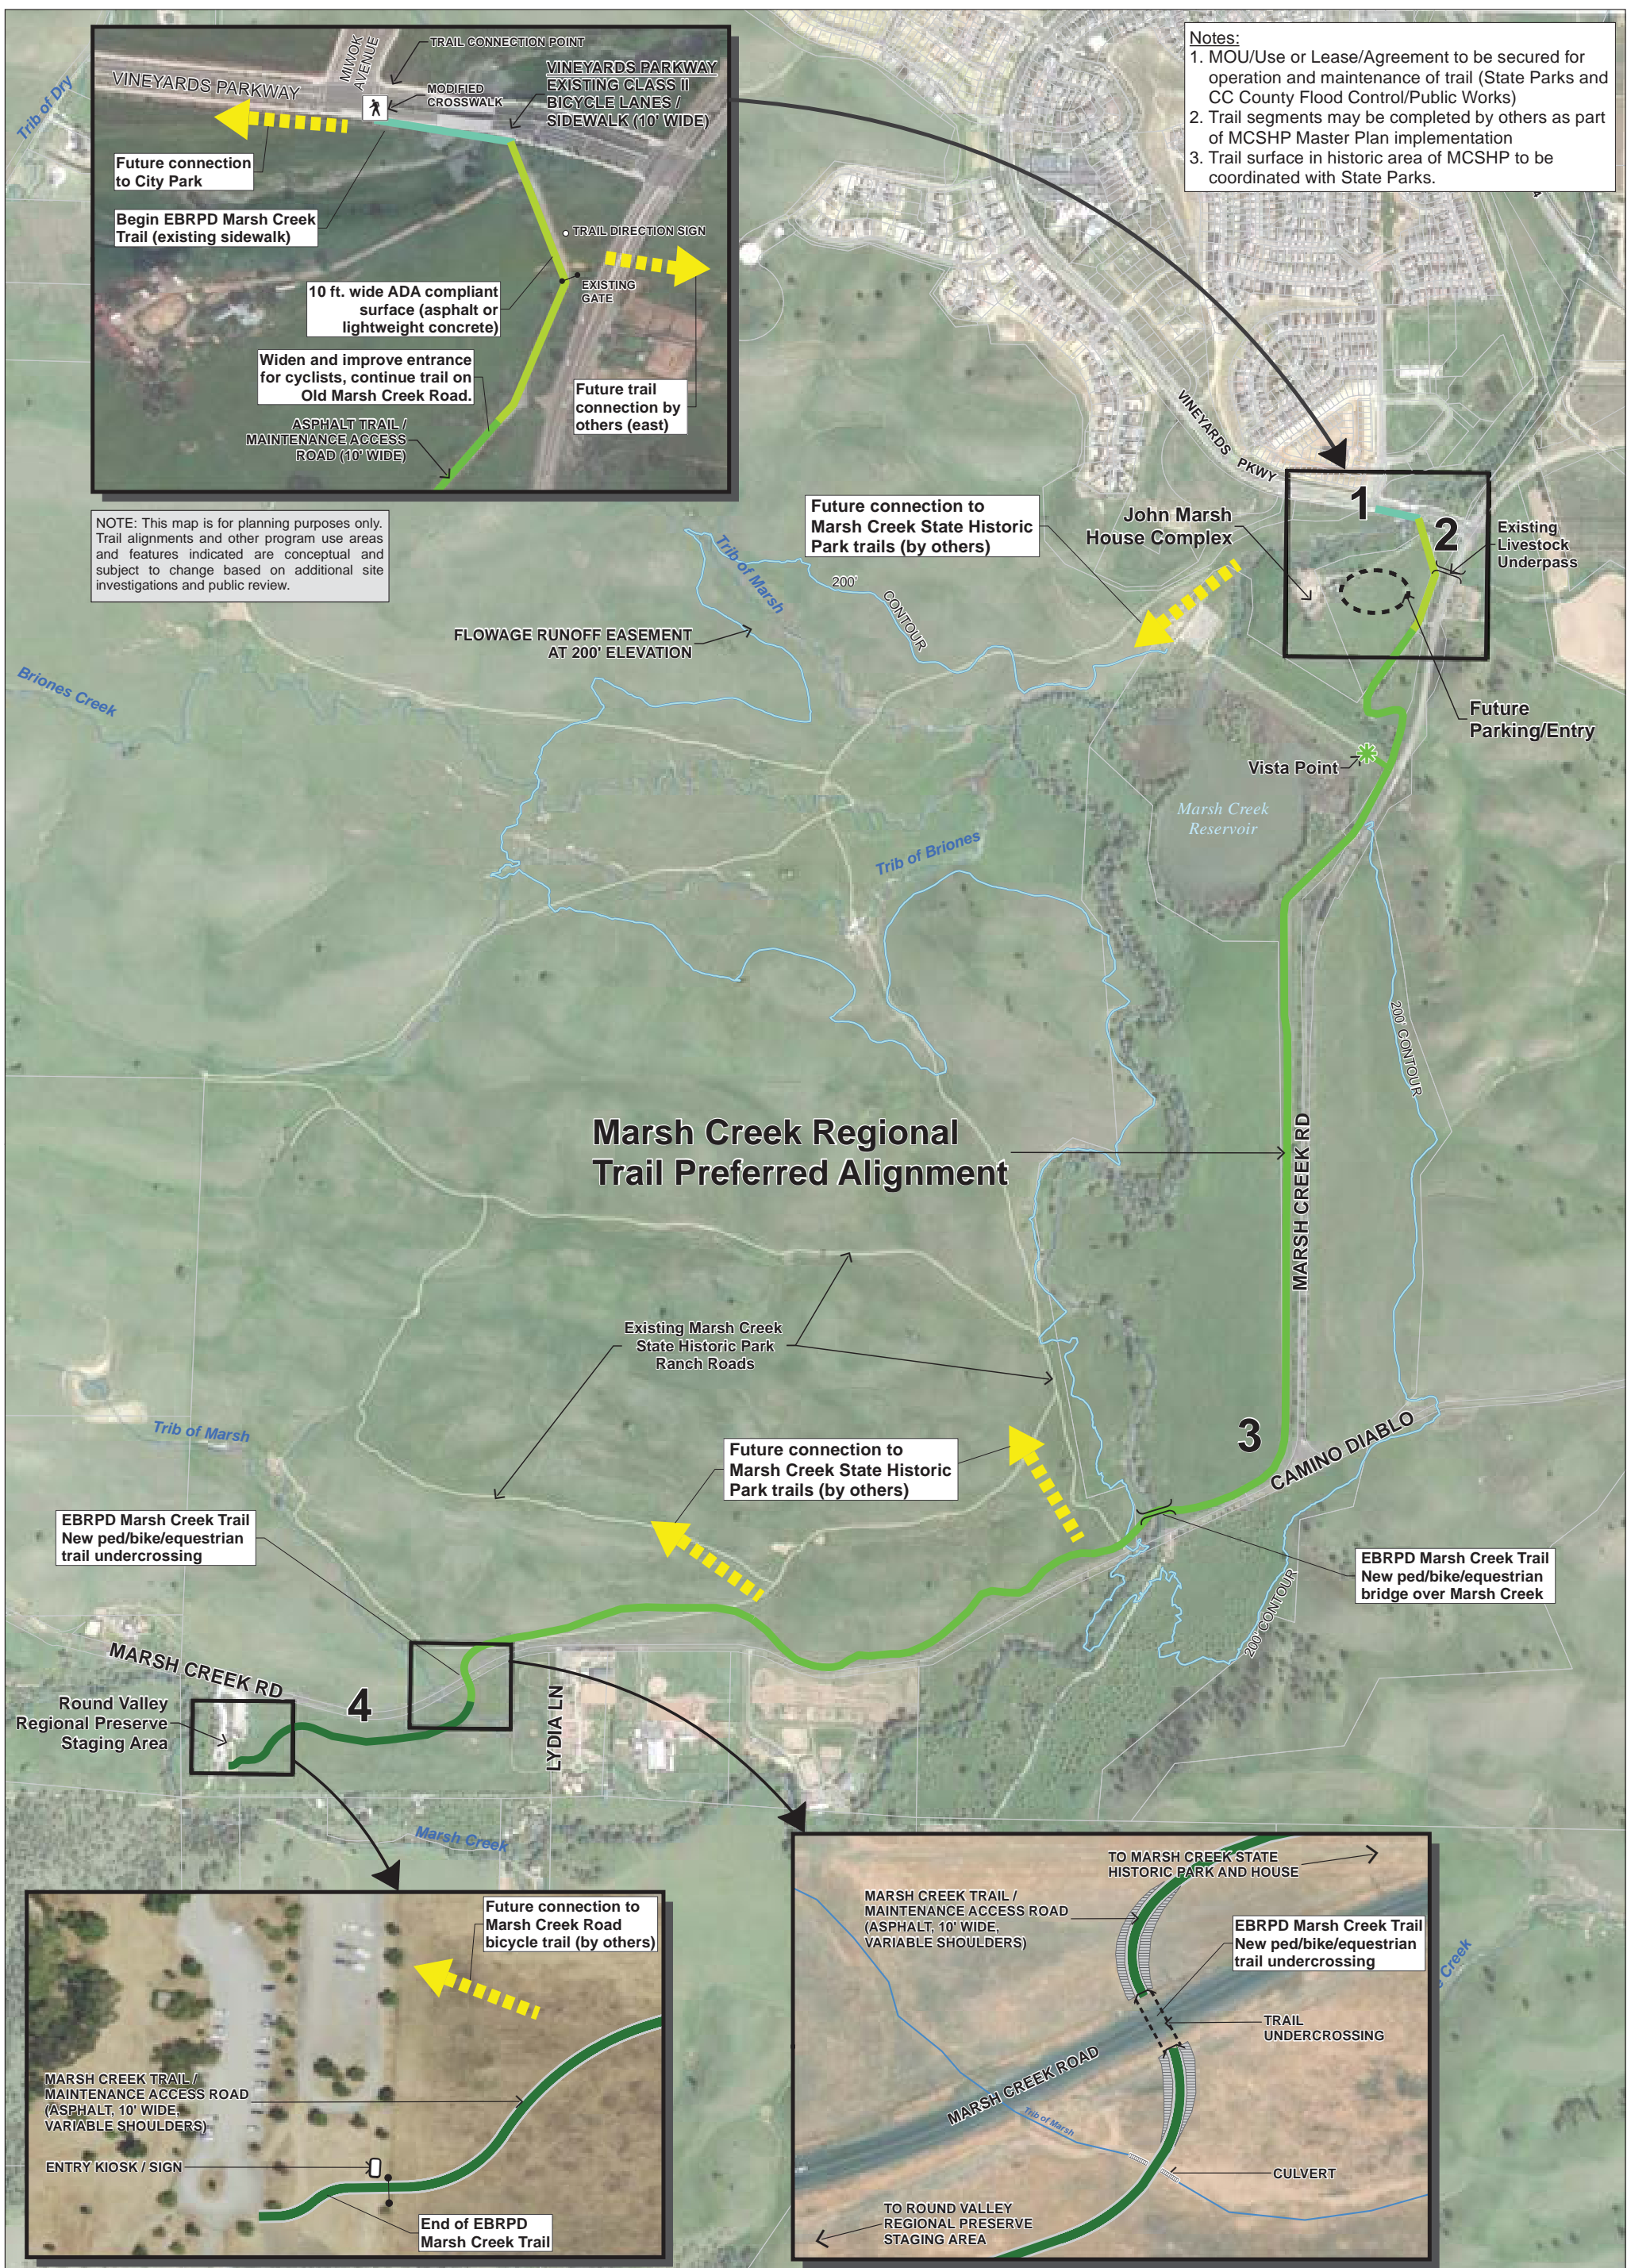 VINEYARDS PARKWAY
MIWOK
AVENUE
TRAIL CONNECTION POINT
MODIFIED
CROSSWALK
VINEYARDS PARKWAY
EXISTING CLASS II
BICYCLE LANES /
SIDEWALK (10' WIDE)
Future connection
to City Park
Begin EBRPD Marsh Creek
Trail (existing sidewalk)
TRAIL DIRECTION SIGN
EXISTING
GATE
10 ft. wide ADA compliant
surface (asphalt or
lightweight concrete)
Widen and improve entrance
for cyclists, continue trail on
Old Marsh Creek Road.
Future trail
connection by
others (east)
ASPHALT TRAIL /
MAINTENANCE ACCESS
ROAD (10' WIDE)
Trib of Dry
Notes:
1. MOU/Use or Lease/Agreement to be secured for
operation and maintenance of trail (State Parks and
CC County Flood Control/Public Works)
2. Trail segments may be completed by others as part
of MCSHP Master Plan implementation
3. Trail surface in historic area of MCSHP to be
coordinated with State Parks.
NOTE: This map is for planning purposes only.
Trail alignments and other program use areas
and features indicated are conceptual and
subject to change based on additional site
investigations and public review.
VINEYARDS PKWY
Future connection to
Marsh Creek State Historic
Park trails (by others)
John Marsh
House Complex
1
2
Existing
Livestock
Underpass
Trib of Marsh
200'
CONTOUR
FLOWAGE RUNOFF EASEMENT
AT 200' ELEVATION
Briones Creek
Future
Parking/Entry
Vista Point
Marsh Creek
Reservoir
Trib of Briones
200' CONTOUR
Marsh Creek Regional
Trail Preferred Alignment
MARSH CREEK RD
Existing Marsh Creek
State Historic Park
Ranch Roads
Trib of Marsh
3
CAMINO DIABLO
Future connection to
Marsh Creek State Historic
Park trails (by others)
EBRPD Marsh Creek Trail
New ped/bike/equestrian
trail undercrossing
EBRPD Marsh Creek Trail
New ped/bike/equestrian
bridge over Marsh Creek
200' CONTOUR
MARSH CREEK RD
4
Round Valley
Regional Preserve
Staging Area
LYDIA LN
Marsh Creek
Future connection to
Marsh Creek Road
bicycle trail (by others)
MARSH CREEK TRAIL /
MAINTENANCE ACCESS ROAD
(ASPHALT, 10' WIDE,
VARIABLE SHOULDERS)
ENTRY KIOSK / SIGN
End of EBRPD
Marsh Creek Trail
TO MARSH CREEK STATE
HISTORIC PARK AND HOUSE
MARSH CREEK TRAIL /
MAINTENANCE ACCESS ROAD
(ASPHALT, 10' WIDE,
VARIABLE SHOULDERS)
EBRPD Marsh Creek Trail
New ped/bike/equestrian
trail undercrossing
TRAIL
UNDERCROSSING
MARSH CREEK ROAD
Trib of Marsh
CULVERT
TO ROUND VALLEY
REGIONAL PRESERVE
STAGING AREA
Creek